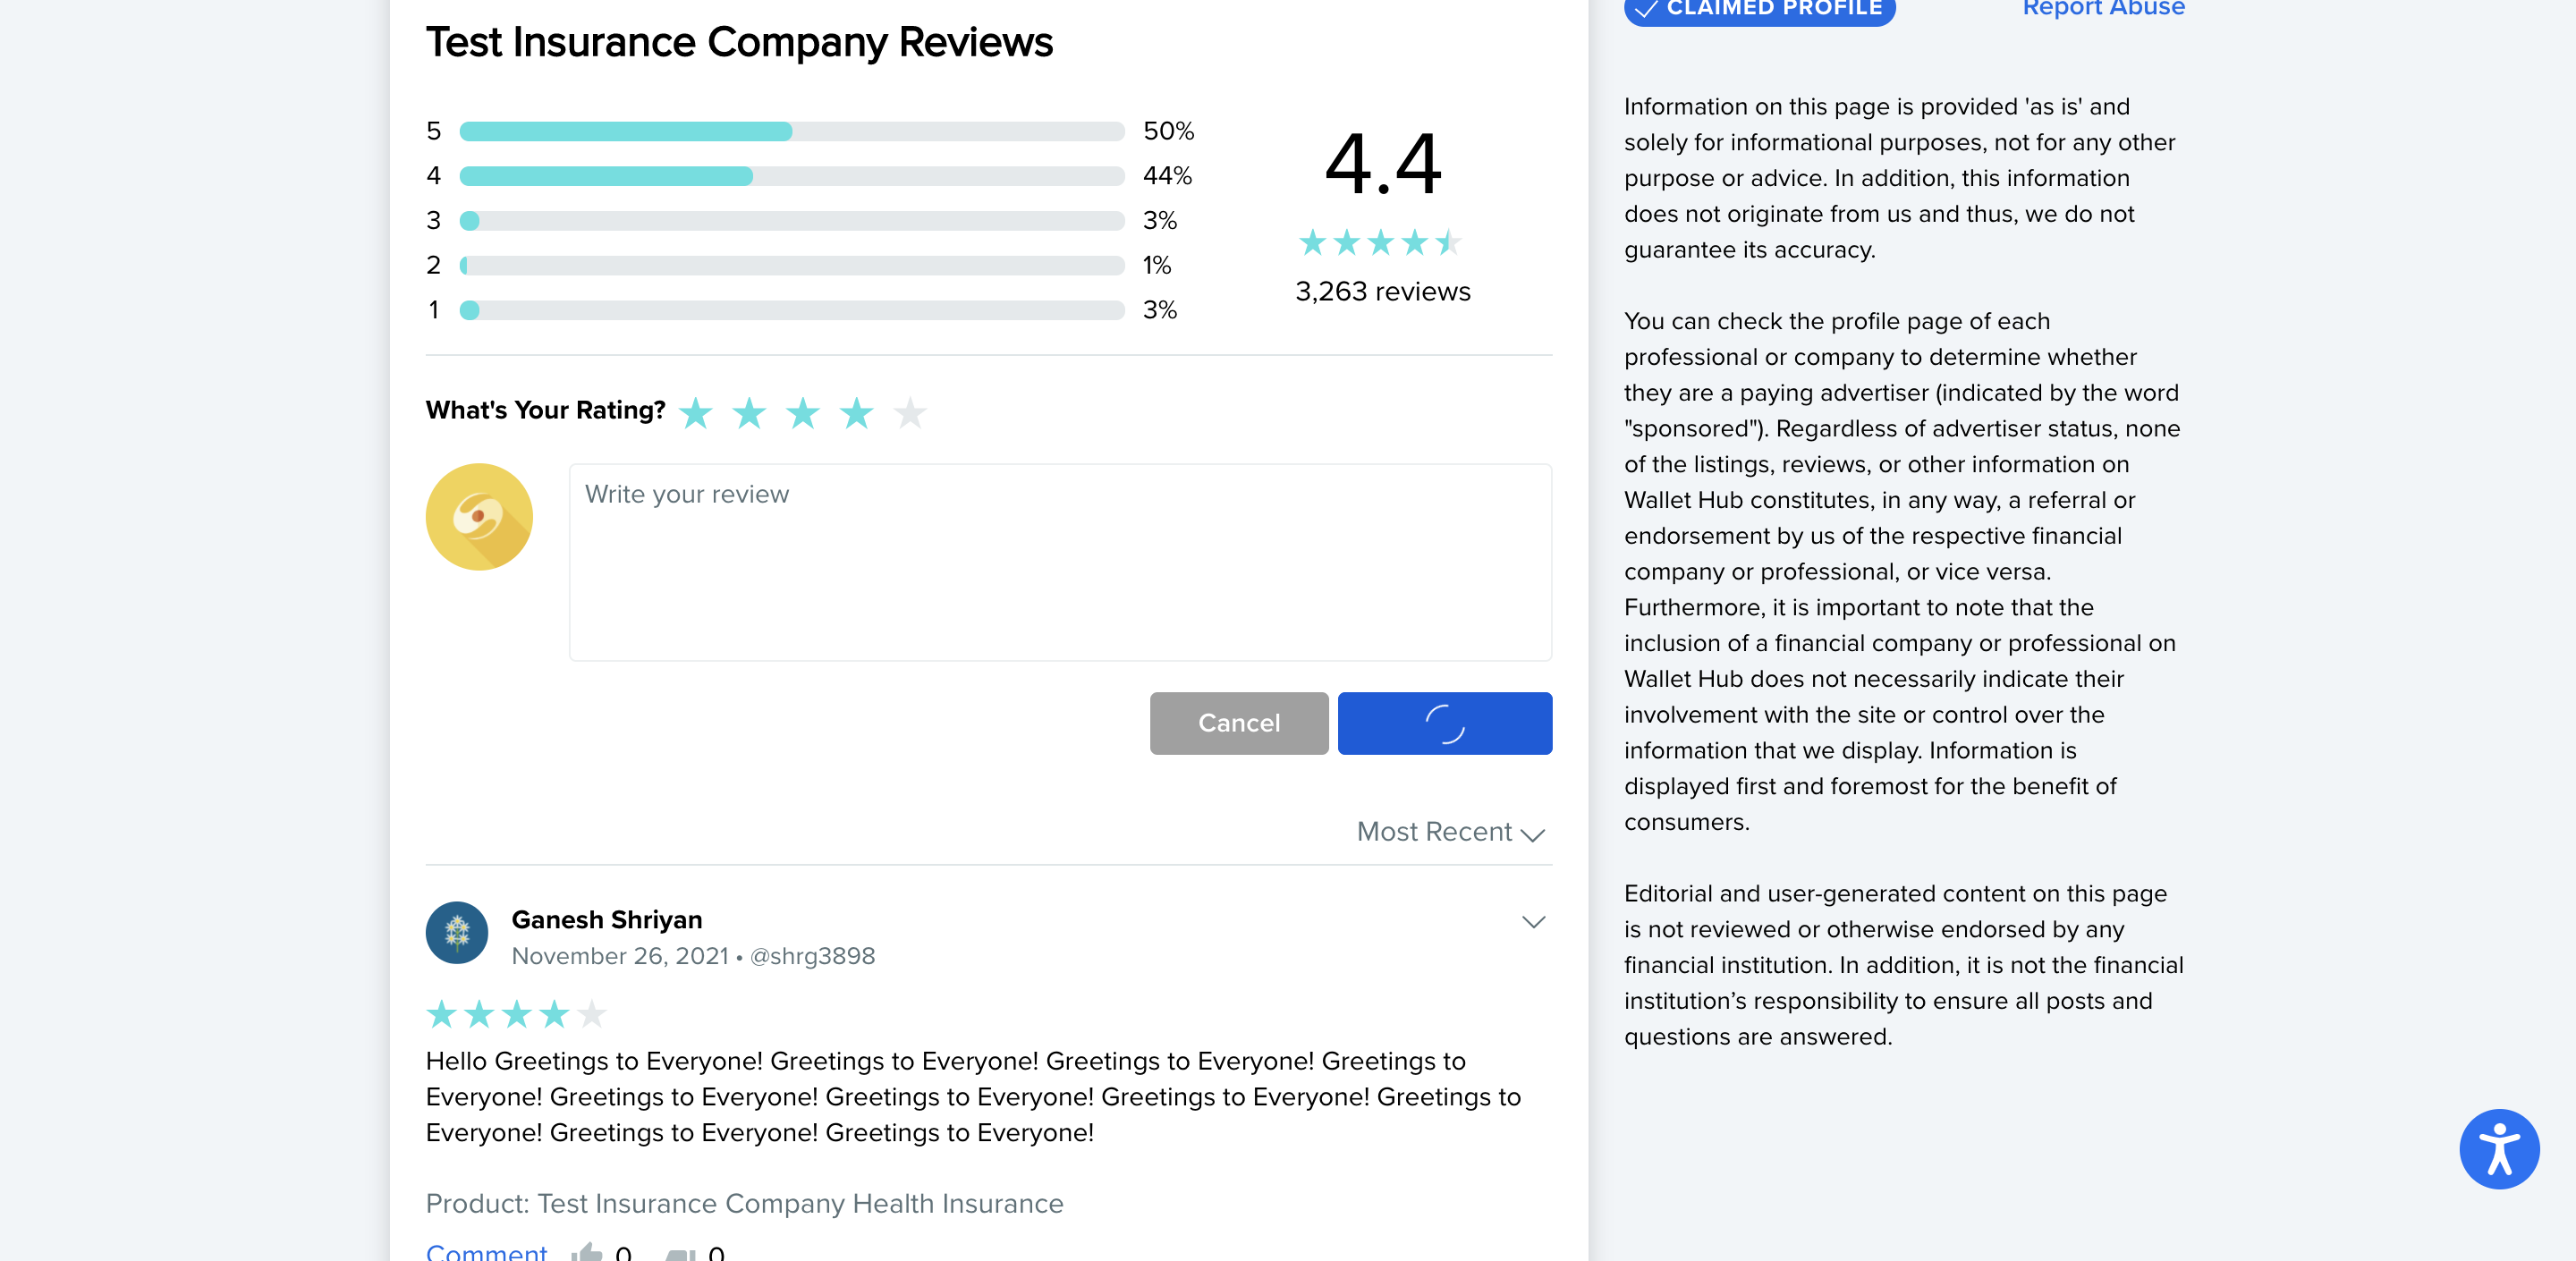 Test Insurance Company Reviews
5 50%
4 44%
3 3%
2 1%
1 3%
4.4
3,263 reviews
What's Your Rating?
Write your review
Cancel
Most Recent
Ganesh Shriyan
November 26, 2021 • @shrg3898
Hello Greetings to Everyone! Greetings to Everyone! Greetings to Everyone! Greetings to
Everyone! Greetings to Everyone! Greetings to Everyone! Greetings to Everyone! Greetings to
Everyone! Greetings to Everyone! Greetings to Everyone!
Product: Test Insurance Company Health Insurance
Comment 0 0
CLAIMED PROFILE
Report Abuse
Information on this page is provided 'as is' and
solely for informational purposes, not for any other
purpose or advice. In addition, this information
does not originate from us and thus, we do not
guarantee its accuracy.
You can check the profile page of each
professional or company to determine whether
they are a paying advertiser (indicated by the word
"sponsored"). Regardless of advertiser status, none
of the listings, reviews, or other information on
Wallet Hub constitutes, in any way, a referral or
endorsement by us of the respective financial
company or professional, or vice versa.
Furthermore, it is important to note that the
inclusion of a financial company or professional on
Wallet Hub does not necessarily indicate their
involvement with the site or control over the
information that we display. Information is
displayed first and foremost for the benefit of
consumers.
Editorial and user-generated content on this page
is not reviewed or otherwise endorsed by any
financial institution. In addition, it is not the financial
institution’s responsibility to ensure all posts and
questions are answered.